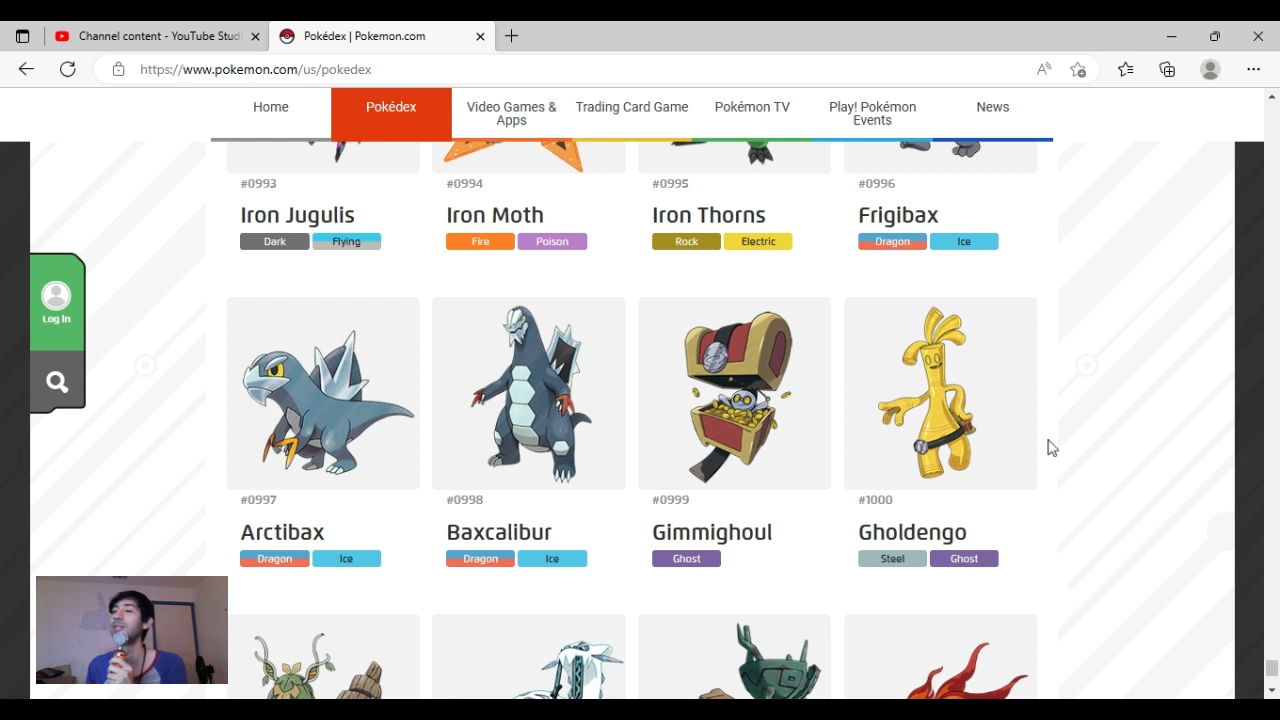 Channel content - YouTube Stud
Pokédex | Pokemon.com
https://www.pokemon.com/us/pokedex
Home
Pokédex
Video Games &
Apps
Trading Card Game
Pokémon TV
Play! Pokémon
Events
News
#0993
#0994
#0995
#0996
Iron Jugulis
Iron Moth
Iron Thorns
Frigibax
Dark
Flying
Fire
Poison
Rock
Electric
Dragon
Ice
Log In
#0997
#0998
#0999
#1000
Arctibax
Baxcalibur
Gimmighoul
Gholdengo
Dragon
Ice
Dragon
Ice
Ghost
Steel
Ghost